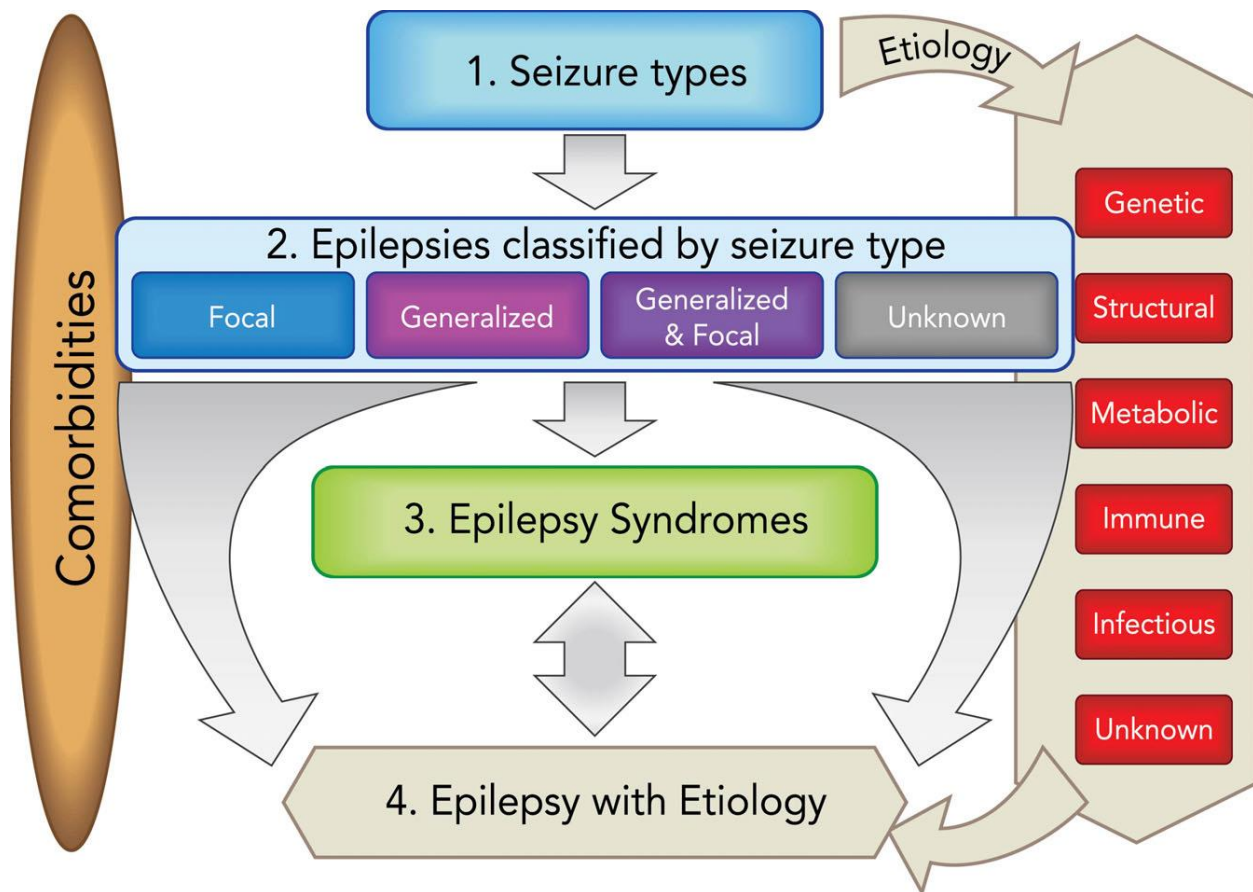 1. Seizure types
Etiology
2. Epilepsies classified by seizure type
Focal
Generalized
Generalized
& Focal
Unknown
3. Epilepsy Syndromes
4. Epilepsy with Etiology
Comorbidities
Genetic
Structural
Metabolic
Immune
Infectious
Unknown